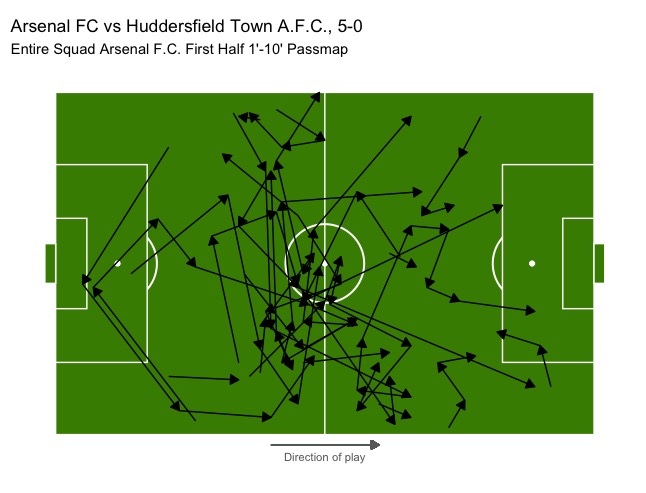 Arsenal FC vs Huddersfield Town A.F.C., 5-0
Entire Squad Arsenal F.C. First Half 1'-10' Passmap
Direction of play